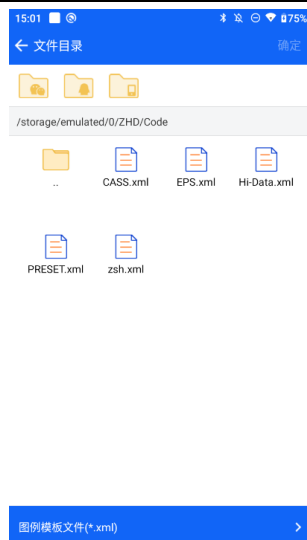 15:01 75%
文件目录 确定
/storage/emulated/0/ZHD/Code
.. CASS.xml EPS.xml Hi-Data.xml
PRESET.xml zsh.xml
图例模板文件(*.xml)